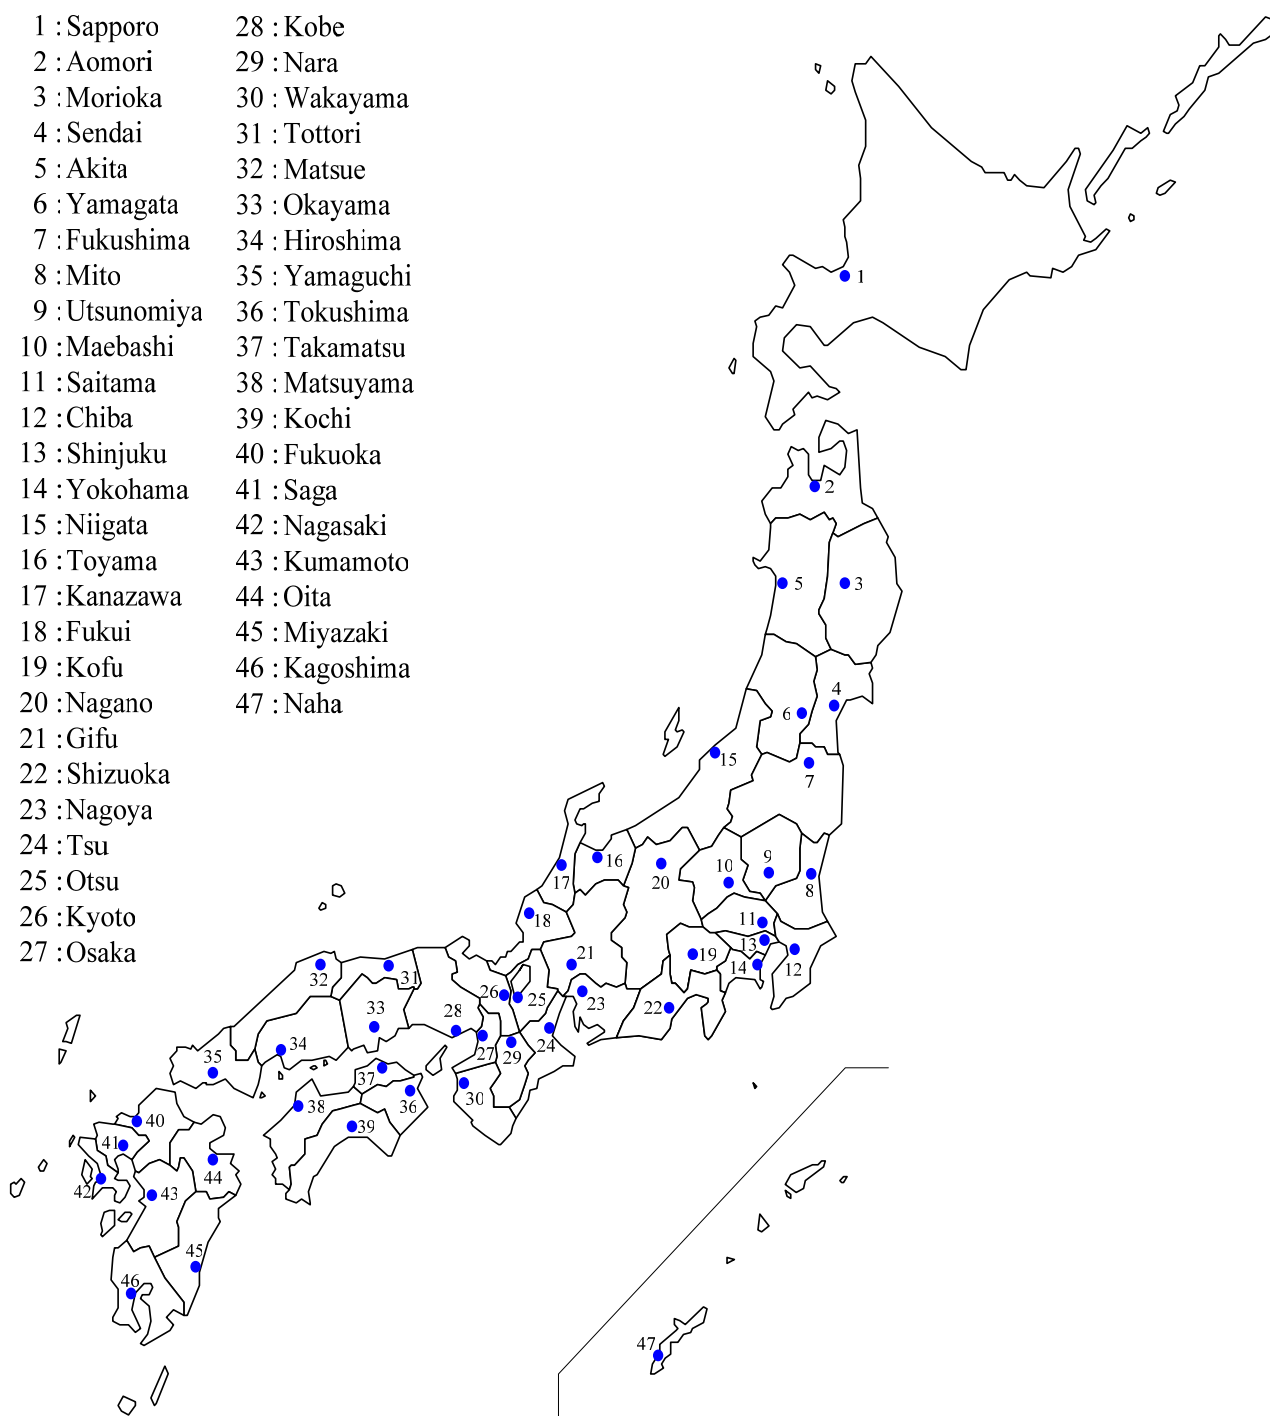 1 : Sapporo
2 : Aomori
3 : Morioka
4 : Sendai
5 : Akita
6 : Yamagata
7 : Fukushima
8 : Mito
9 : Utsunomiya
10 : Maebashi
11 : Saitama
12 : Chiba
13 : Shinjuku
14 : Yokohama
15 : Niigata
16 : Toyama
17 : Kanazawa
18 : Fukui
19 : Kofu
20 : Nagano
21 : Gifu
22 : Shizuoka
23 : Nagoya
24 : Tsu
25 : Otsu
26 : Kyoto
27 : Osaka
28 : Kobe
29 : Nara
30 : Wakayama
31 : Tottori
32 : Matsue
33 : Okayama
34 : Hiroshima
35 : Yamaguchi
36 : Tokushima
37 : Takamatsu
38 : Matsuyama
39 : Kochi
40 : Fukuoka
41 : Saga
42 : Nagasaki
43 : Kumamoto
44 : Oita
45 : Miyazaki
46 : Kagoshima
47 : Naha
1
2
5
3
4
6
15
7
16
9
20
10
17
8
18
11
13
19
14
12
21
32
31
26
25
23
22
33
28
34
27
29
24
35
37
30
36
38
40
39
41
44
42
43
45
46
47